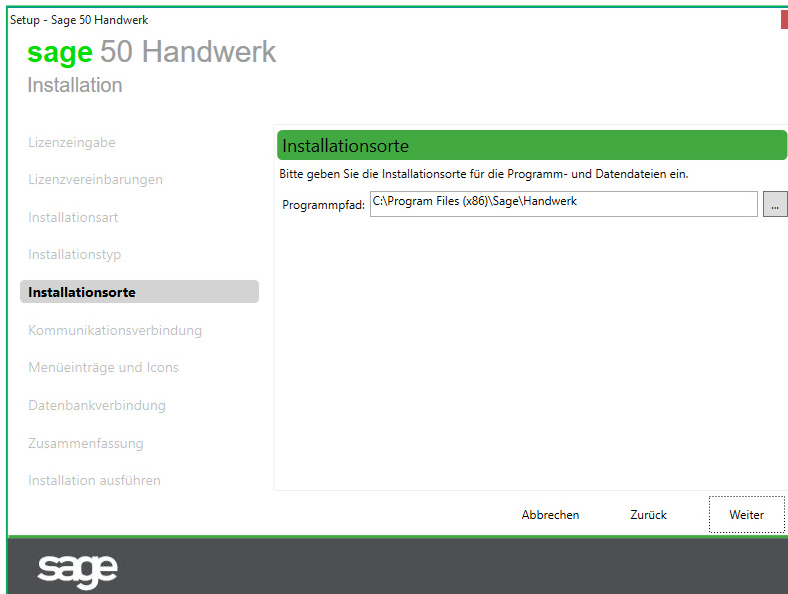 Setup - Sage 50 Handwerk
sage 50 Handwerk
Installation
Lizenzeingabe
Lizenzvereinbarungen
Installationsart
Installationstyp
Installationsorte
Kommunikationsverbindung
Menüeinträge und Icons
Datenbankverbindung
Zusammenfassung
Installation ausführen
Installationsorte
Bitte geben Sie die Installationsorte für die Programm- und Datendateien ein.
Programmpfad: C:\Program Files (x86)\Sage\Handwerk ...
Abbrechen Zurück Weiter
sage